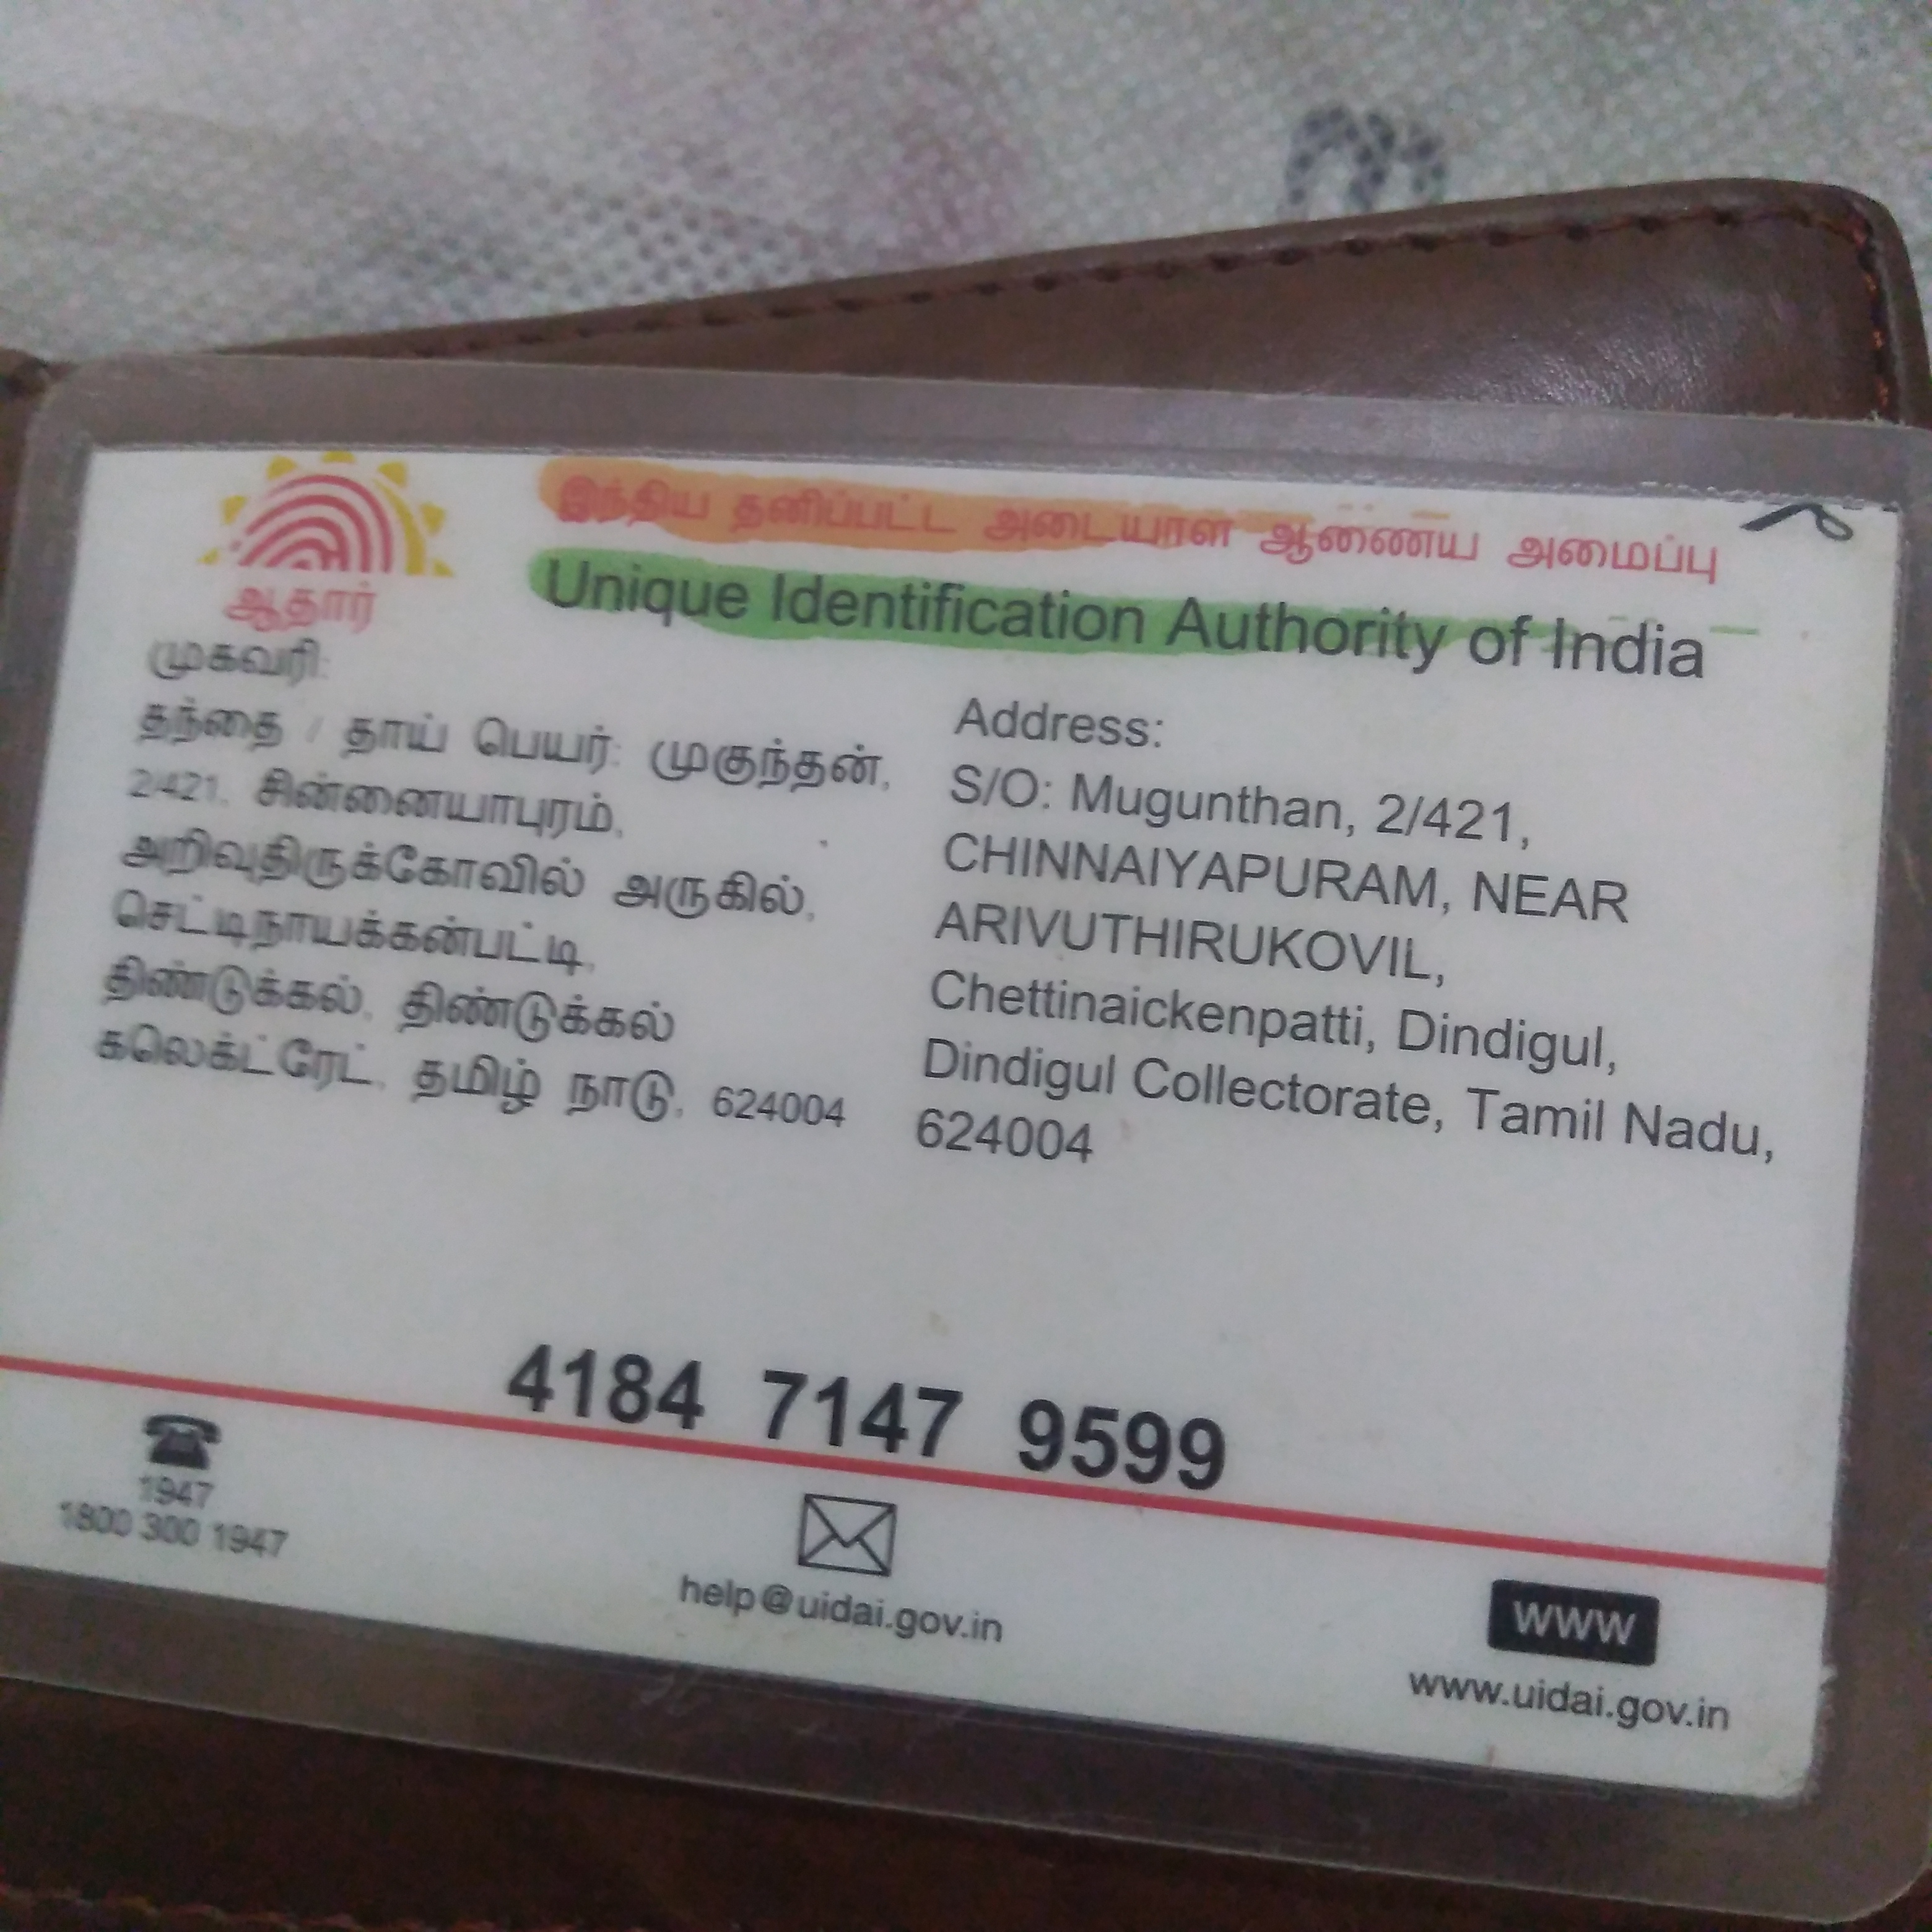 இந்திய தனிப்பட்ட அடையாள ஆணைய அமைப்பு
Unique Identification Authority of India
ஆதார்
முகவரி:
தந்தை / தாய் பெயர்: முகுந்தன்,
2/421, சின்னையாபுரம்,
அறிவுதிருக்கோவில் அருகில்,
செட்டிநாயக்கன்பட்டி,
திண்டுக்கல், திண்டுக்கல்
கலெக்ட்ரேட், தமிழ் நாடு, 624004
Address:
S/O: Mugunthan, 2/421,
CHINNAIYAPURAM, NEAR
ARIVUTHIRUKOVIL,
Chettinaickenpatti, Dindigul,
Dindigul Collectorate, Tamil Nadu,
624004
4184 7147 9599
1947
1800 300 1947
help@uidai.gov.in
www
www.uidai.gov.in